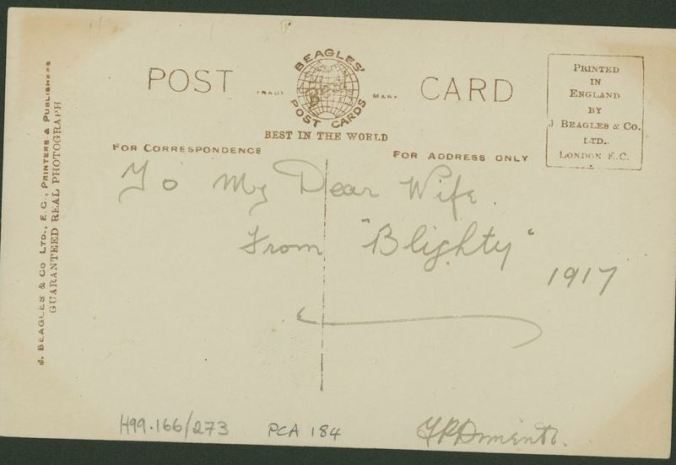 POST CARD
BEAGLES'
POST CARDS
TRADE MARK
BEST IN THE WORLD
PRINTED
IN
ENGLAND
BY
J BEAGLES & Co.
LTD.,
LONDON E.C.
FOR CORRESPONDENCE
FOR ADDRESS ONLY
J. BEAGLES & CO LTD., E.C., PRINTERS & PUBLISHERS
GUARANTEED REAL PHOTOGRAPH
To My Dear Wife.
From "Blighty"
1917
H99.166/273
PCA 184